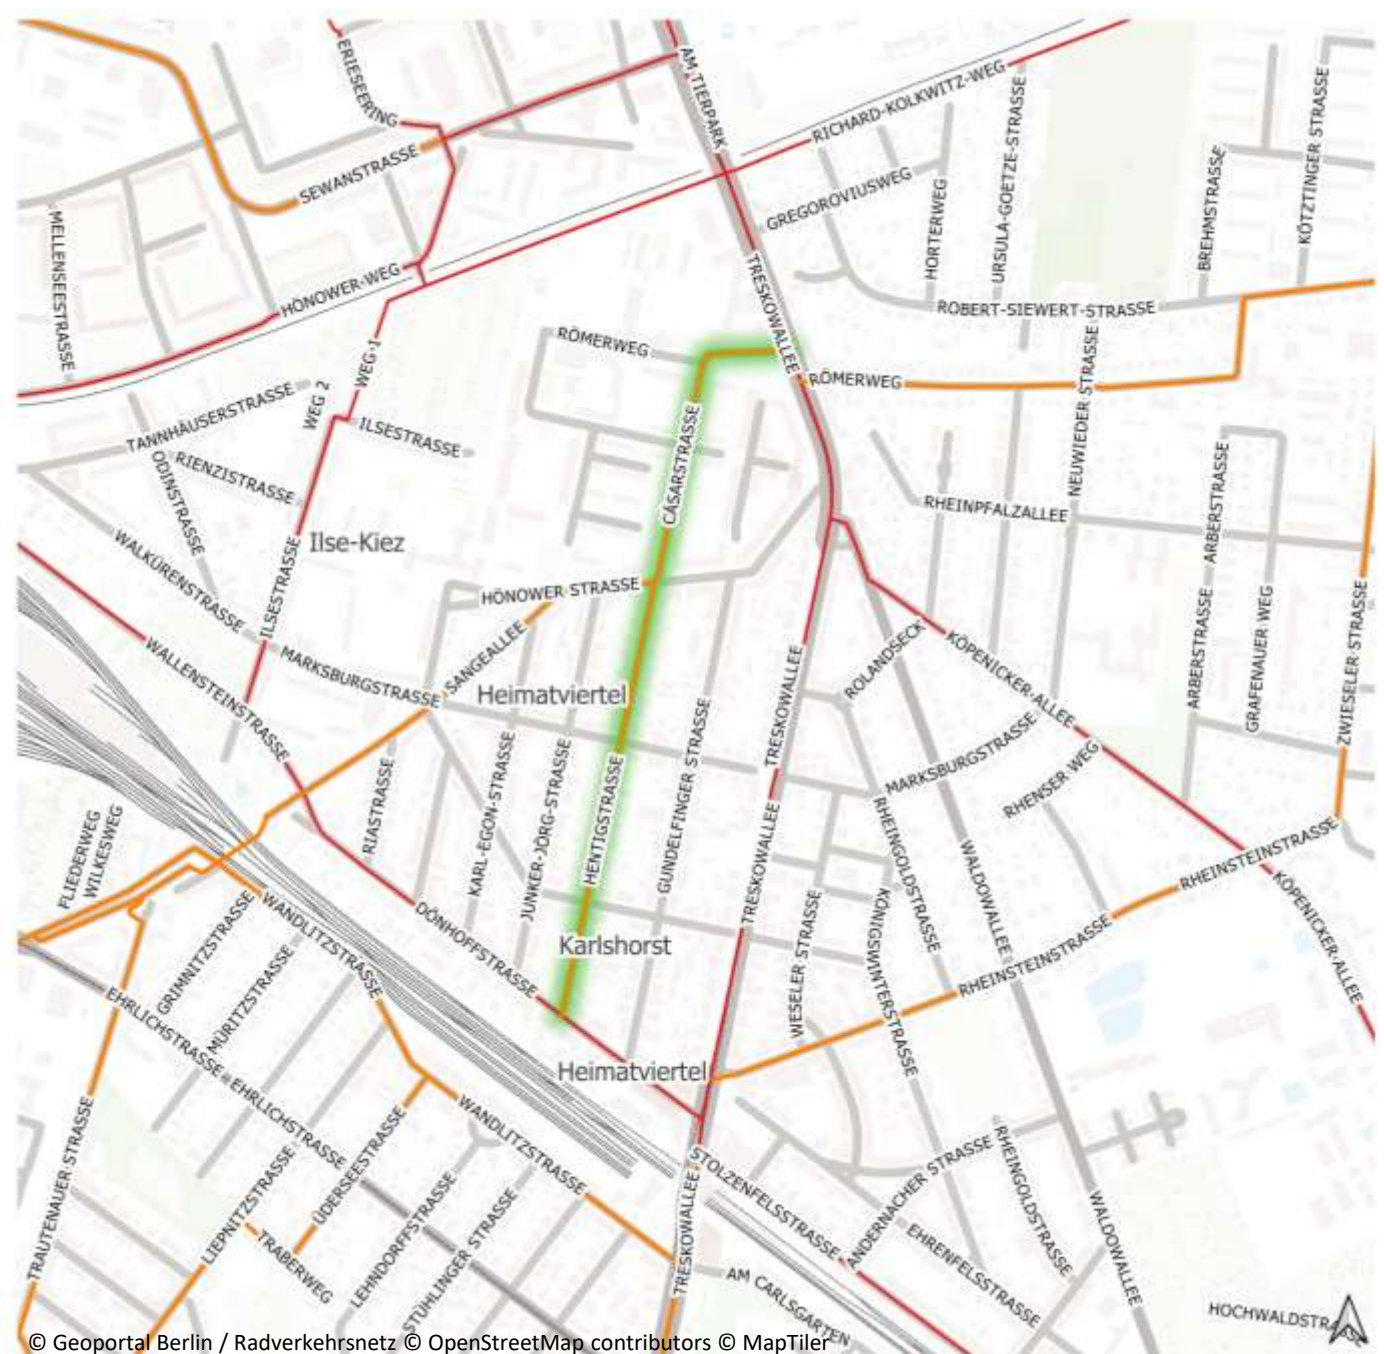 ERIESEERING
AM TIERPARK
RICHARD-KOLKWITZ-WEG
SEWANSTRASSE
GREGOROVIUSWEG
HORTERWEG
URSULA-GOETZE-STRASSE
BREHMSTRASSE
KÖTZTINGER STRASSE
MELLENSEESTRASSE
HÖNOWER-WEG
TRESKOWALLEE
ROBERT-SIEWERT-STRASSE
RÖMERWEG
RÖMERWEG
WEG 1
WEG 2
TANNHÄUSERSTRASSE
ILSESTRASSE
CÄSARSTRASSE
NEUWIEDER STRASSE
ODINSTRASSE
RIENZISTRASSE
RHEINPFALZALLEE
ARBERSTRASSE
Ilse-Kiez
WALKÜRENSTRASSE
ILSESTRASSE
HÖNOWER STRASSE
ARBERSTRASSE
GRAFENAUER WEG
ZWIESELER STRASSE
WALLENSTEINSTRASSE
MARKSBURGSTRASSE
SANGEALLEE
Heimatviertel
ROLANDSECK
KÖPENICKER-ALLEE
TRESKOWALLEE
MARKSBURGSTRASSE
RHENSER WEG
RIASTRASSE
KARL-EGON-STRASSE
JUNKER-JÖRG-STRASSE
HENTIGSTRASSE
GUNDELFINGER STRASSE
TRESKOWALLEE
RHEINGOLDSTRASSE
WALDOWALLEE
RHEINSTEINSTRASSE
KÖPENICKER-ALLEE
FLIEDERWEG
WILKESWEG
WANDLITZSTRASSE
DÖNHOFFSTRASSE
Karlshorst
WESELER STRASSE
KÖNIGSWINTERSTRASSE
RHEINSTEINSTRASSE
GRIMNITZSTRASSE
MÜRITZSTRASSE
EHRLICHSTRASSE
Heimatviertel
EHRLICHSTRASSE
WANDLITZSTRASSE
TRAUTENAUER STRASSE
LIEPNITZSTRASSE
ÜDERSEESTRASSE
TRABERWEG
LEHNDORFFSTRASSE
STÜHLINGER STRASSE
TRESKOWALLEE
STOLZENFELSSTRASSE
ANDERNACHER STRASSE
RHEINGOLDSTRASSE
EHRENFELSSTRASSE
WALDOWALLEE
AM CARLSGARTEN
© Geoportal Berlin / Radverkehrsnetz © OpenStreetMap contributors © MapTiler